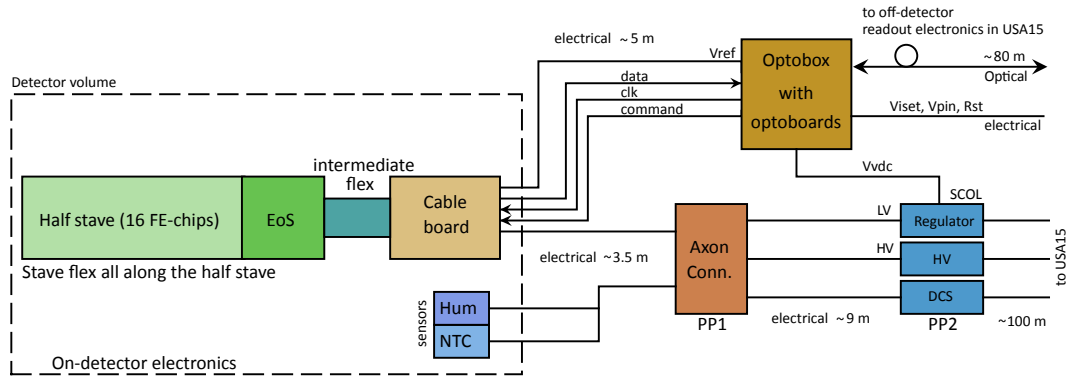 to off-detector
readout electronics in USA15
electrical ~ 5 m
Vref
Optobox
with
optoboards
~80 m
Optical
Detector volume
data
clk
command
Viset, Vpin, Rst
electrical
intermediate
flex
Vvdc
SCOL
Half stave (16 FE-chips)
EoS
Cable
board
LV
Regulator
Axon
Conn.
HV
HV
to USA15
Stave flex all along the half stave
electrical ~3.5 m
sensors
Hum
NTC
DCS
PP1
electrical ~ 9 m
PP2
~100 m
On-detector electronics